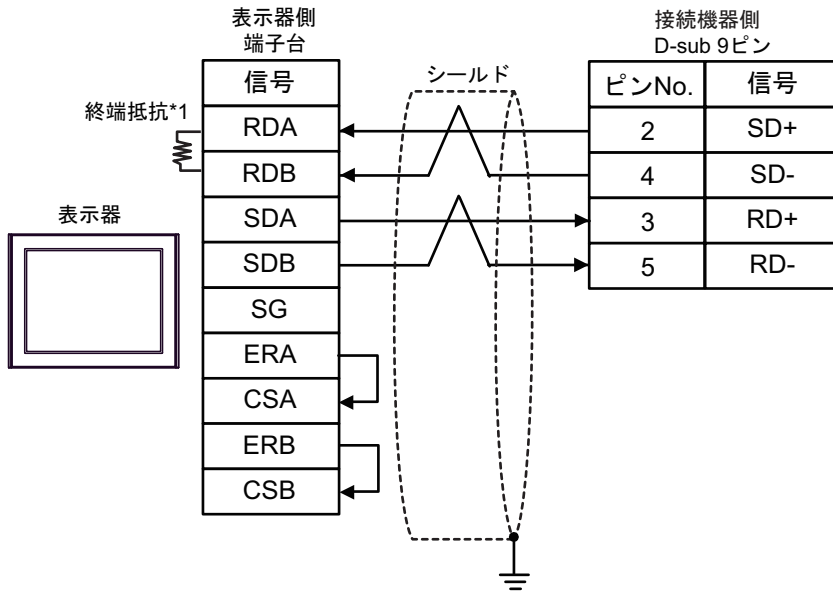 表示器側
端子台
接続機器側
D-sub 9ピン
信号
シールド
ピンNo.
信号
終端抵抗*1
RDA
2
SD+
RDB
4
SD-
表示器
SDA
3
RD+
SDB
5
RD-
SG
ERA
CSA
ERB
CSB